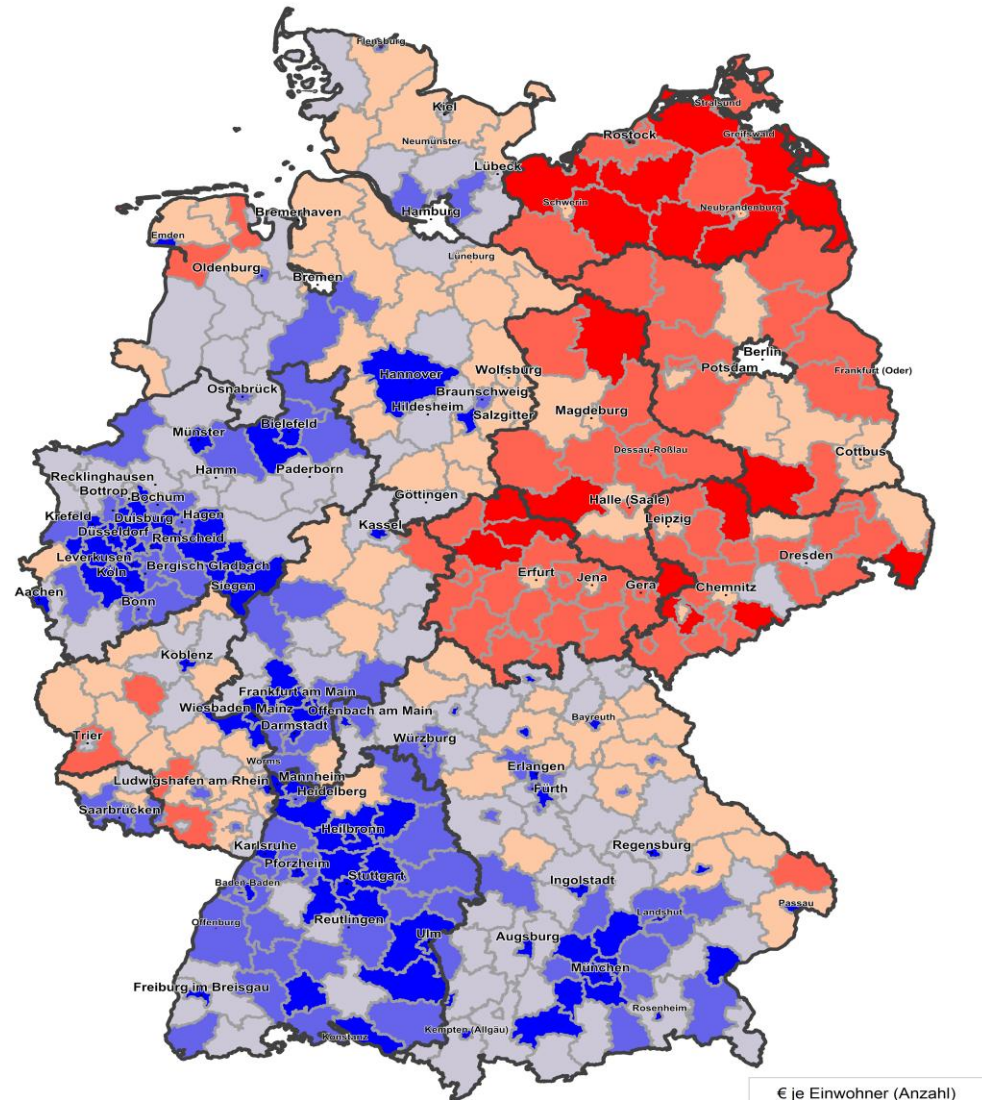 Flensburg
Kiel
Stralsund
Greifswald
Rostock
Neumünster
Lübeck
Schwerin
Neubrandenburg
Bremerhaven
Hamburg
Emden
Lüneburg
Oldenburg
Bremen
Berlin
Potsdam
Frankfurt (Oder)
Wolfsburg
Hannover
Braunschweig
Osnabrück
Hildesheim
Salzgitter
Magdeburg
Bielefeld
Münster
Dessau-Roßlau
Cottbus
Hamm
Paderborn
Recklinghausen
Göttingen
Halle (Saale)
Bottrop
Bochum
Leipzig
Krefeld
Duisburg
Hagen
Kassel
Düsseldorf
Remscheid
Dresden
Leverkusen
Bergisch Gladbach
Köln
Erfurt
Jena
Gera
Chemnitz
Siegen
Aachen
Bonn
Koblenz
Frankfurt am Main
Wiesbaden
Mainz
Offenbach am Main
Darmstadt
Bayreuth
Trier
Würzburg
Worms
Erlangen
Ludwigshafen am Rhein
Mannheim
Fürth
Heidelberg
Saarbrücken
Heilbronn
Karlsruhe
Regensburg
Pforzheim
Stuttgart
Ingolstadt
Baden-Baden
Passau
Offenburg
Reutlingen
Landshut
Ulm
Augsburg
München
Freiburg im Breisgau
Rosenheim
Konstanz
Kempten (Allgäu)
€ je Einwohner (Anzahl)